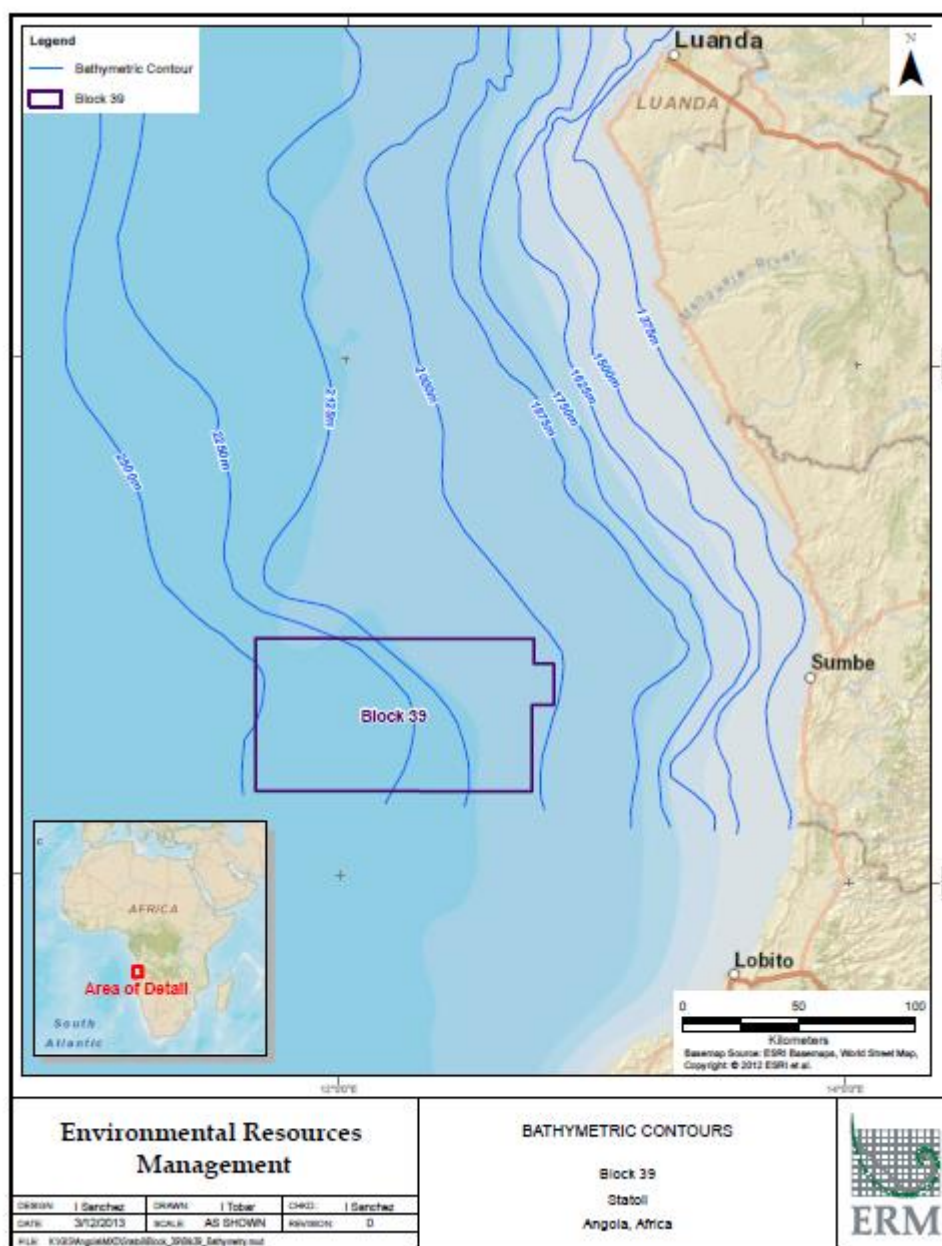 Legend
Bathymetric Contour
Block 39
N
Luanda
LUANDA
River
1375m
1500m
1625m
1750m
1875m
2000m
2125m
2250m
2500m
Sumbe
Block 39
AFRICA
Area of Detail
South
Atlantic
Lobito
0 50 100
Kilometers
Basemap Source: ESRI Basemaps, World Street Map,
Copyright: © 2012 ESRI et al.
12°0'0"E 14°0'0"E
Environmental Resources
Management
DESIGN: I Sanchez DRAWN: I Tobar CHKD.: I Sanchez
DATE: 3/12/2013 SCALE: AS SHOWN REVISION: 0
FILE:
BATHYMETRIC CONTOURS
Block 39
Statoil
Angola, Africa
ERM